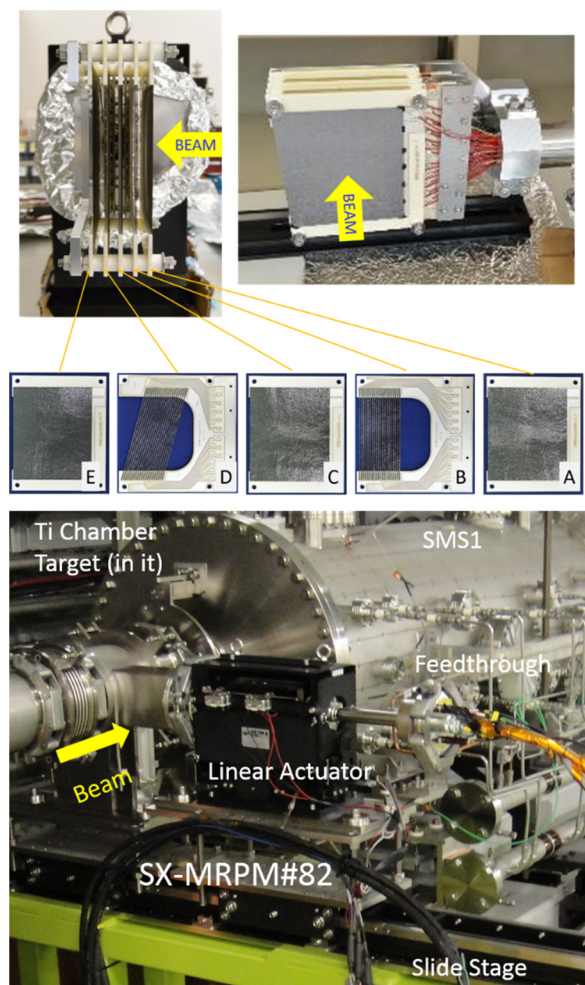 BEAM
BEAM
E
D
C
B
A
Ti Chamber
Target (in it)
SMS1
Feedthrough
Beam
Linear Actuator
SX-MRPM#82
Slide Stage